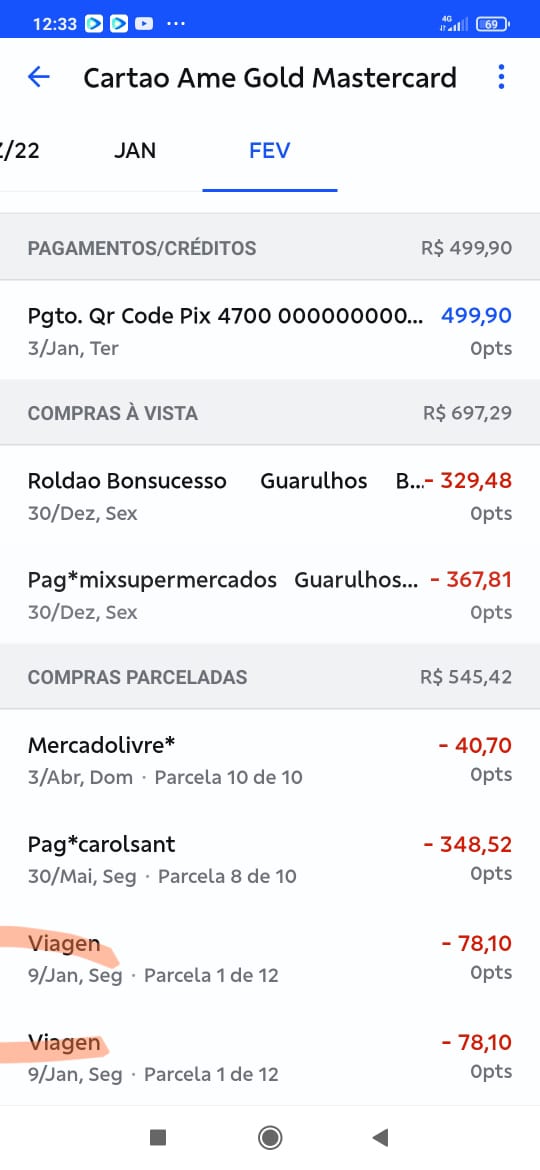 12:33
4G
69
Cartao Ame Gold Mastercard
/22 JAN FEV
PAGAMENTOS/CRÉDITOS R$ 499,90
Pgto. Qr Code Pix 4700 000000000... 499,90
3/Jan, Ter 0pts
COMPRAS À VISTA R$ 697,29
Roldao Bonsucesso Guarulhos B...- 329,48
30/Dez, Sex 0pts
Pag*mixsupermercados Guarulhos... - 367,81
30/Dez, Sex 0pts
COMPRAS PARCELADAS R$ 545,42
Mercadolivre* - 40,70
3/Abr, Dom · Parcela 10 de 10 0pts
Pag*carolsant - 348,52
30/Mai, Seg · Parcela 8 de 10 0pts
Viagen - 78,10
9/Jan, Seg · Parcela 1 de 12 0pts
Viagen - 78,10
9/Jan, Seg · Parcela 1 de 12 0pts